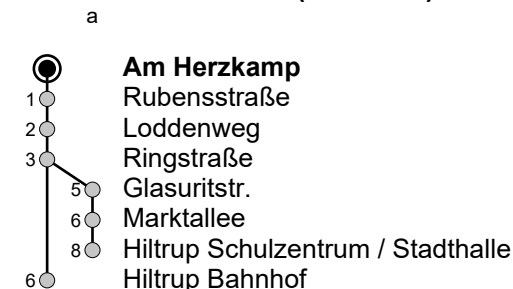 a
Am Herzkamp
1 Rubensstraße
2 Loddenweg
3 Ringstraße
5 Glasuritstr.
6 Marktallee
8 Hiltrup Schulzentrum / Stadthalle
6 Hiltrup Bahnhof